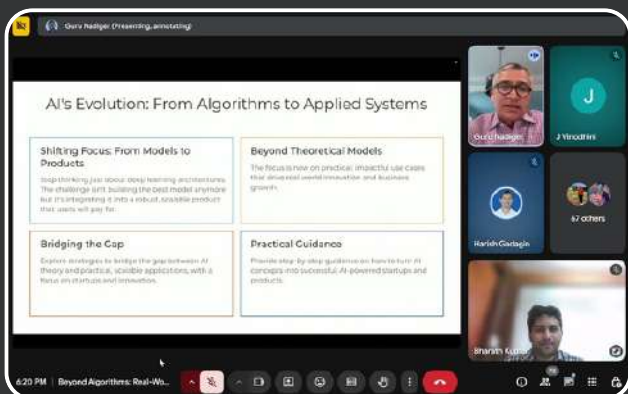 Guru Nadiger (Presenting, annotating)
AI's Evolution: From Algorithms to Applied Systems
Shifting Focus: From Models to
Products
Stop thinking just about deep learning architectures.
The challenge isn't building the best model anymore
but it's integrating it into a robust, scalable product
that users will pay for.
Beyond Theoretical Models
The focus is now on practical, impactful use cases
that drive real-world innovation and business
growth.
Bridging the Gap
Explore strategies to bridge the gap between AI
theory and practical, scalable applications, with a
focus on startups and innovation.
Practical Guidance
Provide step-by-step guidance on how to turn AI
concepts into successful AI-powered startups and
products.
Guru Nadiger
J
J Vinodhini
Harish Gadagin
67 others
Bharath Kumar
6:20 PM
Beyond Algorithms: Real-Wo...